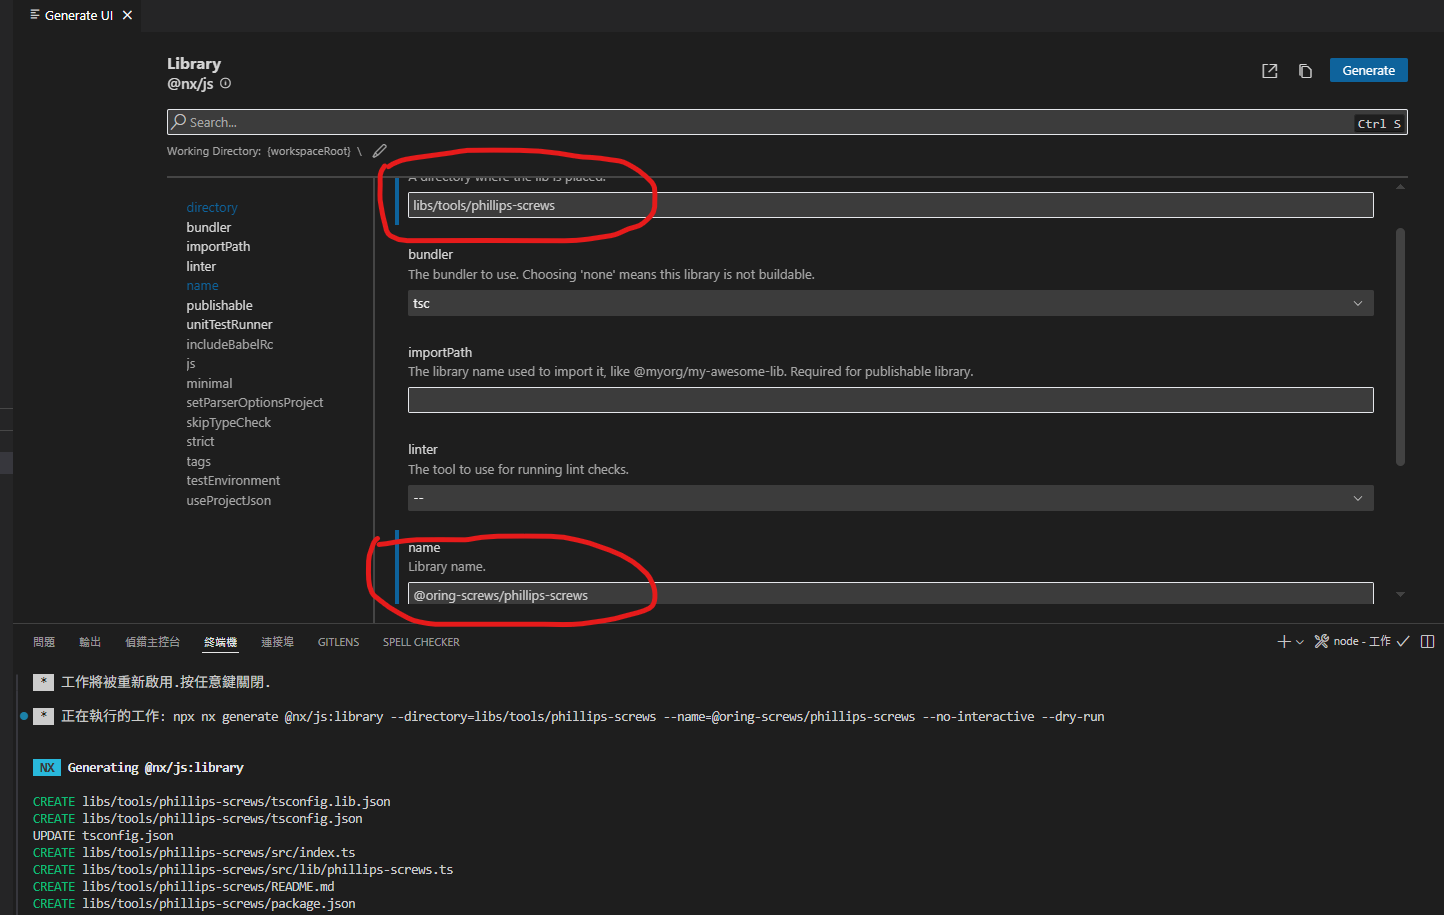 Generate UI
Library
@nx/js
Generate
Search...
Ctrl S
Working Directory: {workspaceRoot} \
directory
bundler
importPath
linter
name
publishable
unitTestRunner
includeBabelRc
js
minimal
setParserOptionsProject
skipTypeCheck
strict
tags
testEnvironment
useProjectJson
A directory where the lib is placed.
libs/tools/phillips-screws
bundler
The bundler to use. Choosing 'none' means this library is not buildable.
tsc
importPath
The library name used to import it, like @myorg/my-awesome-lib. Required for publishable library.
linter
The tool to use for running lint checks.
--
name
Library name.
@oring-screws/phillips-screws
問題 輸出 偵錯主控台 終端機 連接埠 GITLENS SPELL CHECKER
node - 工作
* 工作將被重新啟用.按任意鍵關閉.
* 正在執行的工作: npx nx generate @nx/js:library --directory=libs/tools/phillips-screws --name=@oring-screws/phillips-screws --no-interactive --dry-run
NX Generating @nx/js:library
CREATE libs/tools/phillips-screws/tsconfig.lib.json
CREATE libs/tools/phillips-screws/tsconfig.json
UPDATE tsconfig.json
CREATE libs/tools/phillips-screws/src/index.ts
CREATE libs/tools/phillips-screws/src/lib/phillips-screws.ts
CREATE libs/tools/phillips-screws/README.md
CREATE libs/tools/phillips-screws/package.json